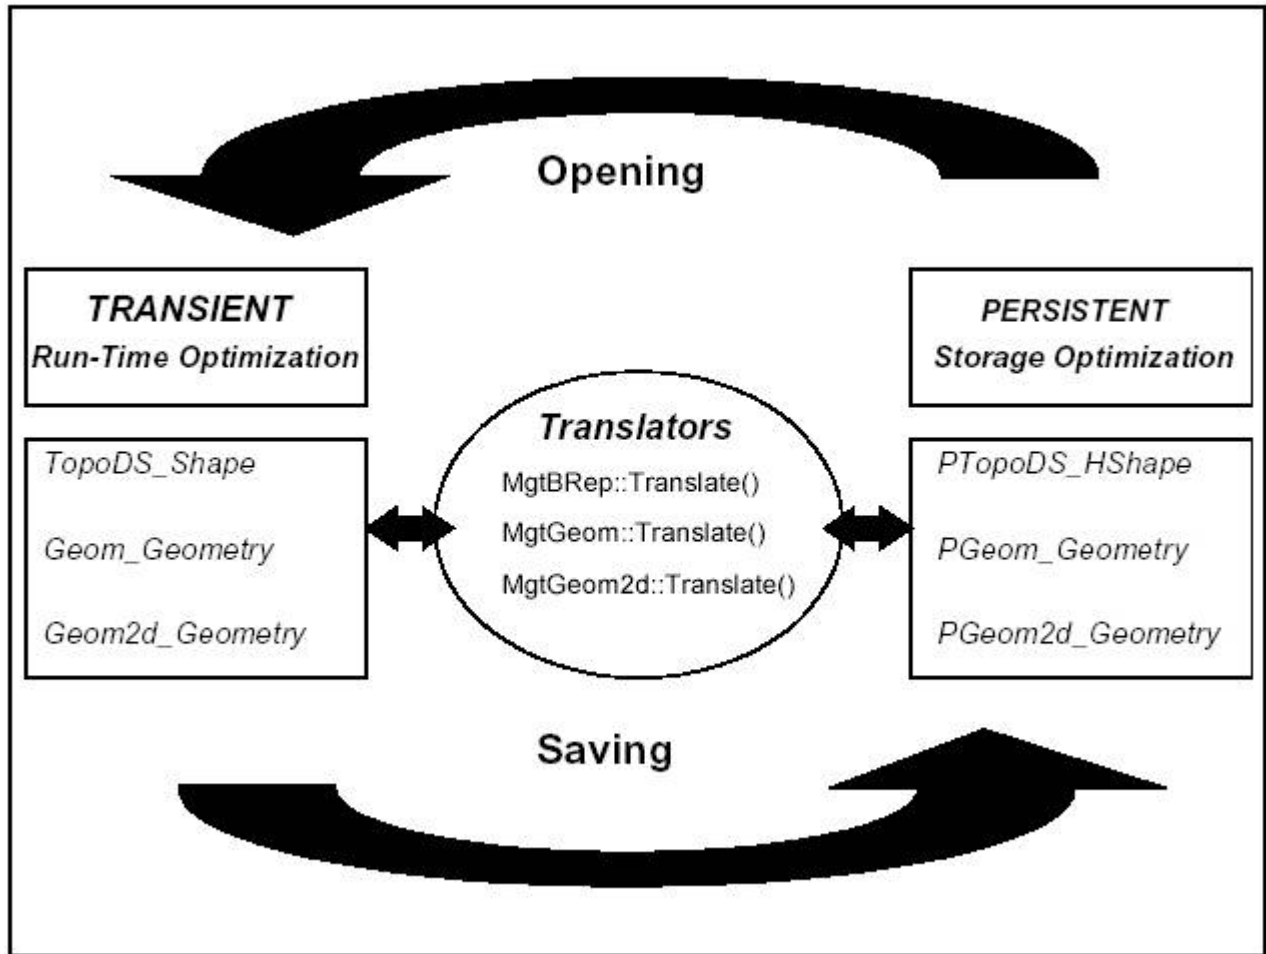 Opening
TRANSIENT
Run-Time Optimization
PERSISTENT
Storage Optimization
TopoDS_Shape
Geom_Geometry
Geom2d_Geometry
Translators
MgtBRep::Translate()
MgtGeom::Translate()
MgtGeom2d::Translate()
PTopoDS_HShape
PGeom_Geometry
PGeom2d_Geometry
Saving